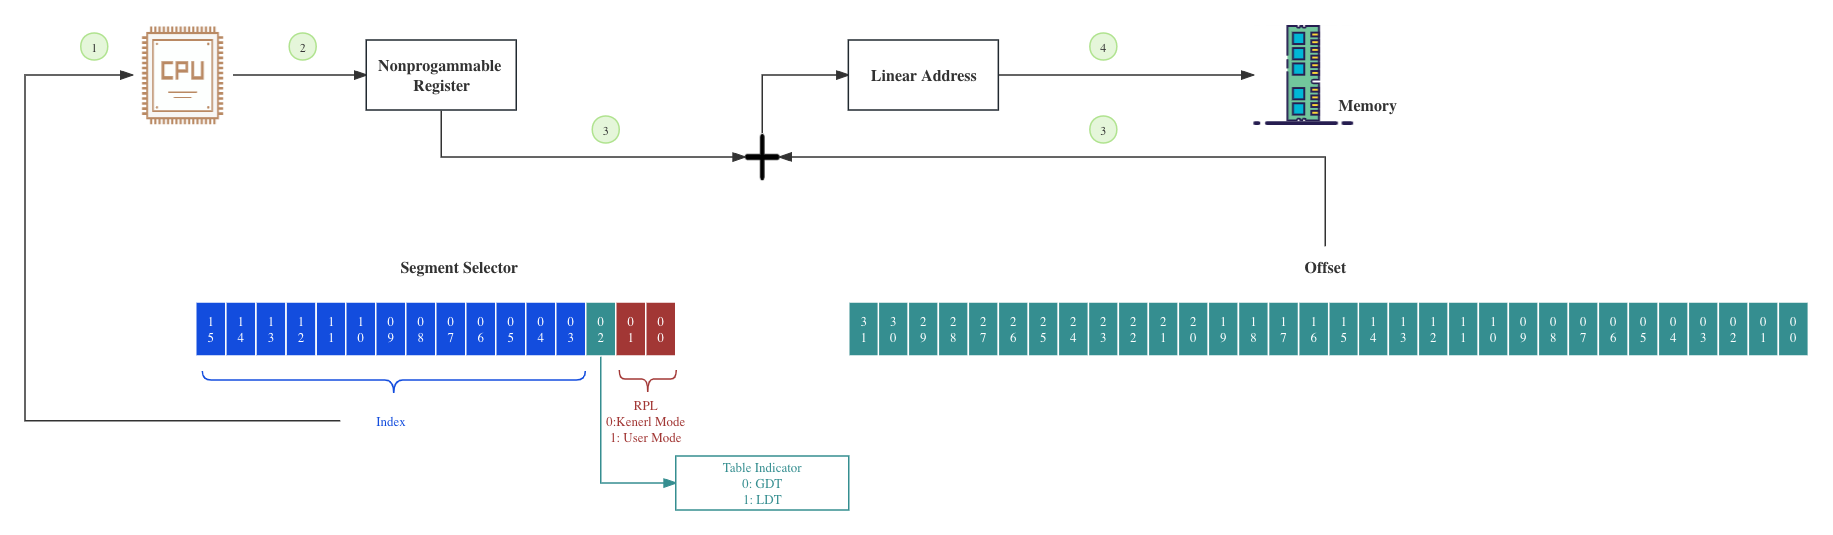 1
CPU
2
Nonprogammable
Register
3
Linear Address
4
3
Memory
Segment Selector
Offset
15 14 13 12 11 10 09 08 07 06 05 04 03 02 01 00
31 30 29 28 27 26 25 24 23 22 21 20 19 18 17 16 15 14 13 12 11 10 09 08 07 06 05 04 03 02 01 00
Index
RPL
0:Kenerl Mode
1: User Mode
Table Indicator
0: GDT
1: LDT